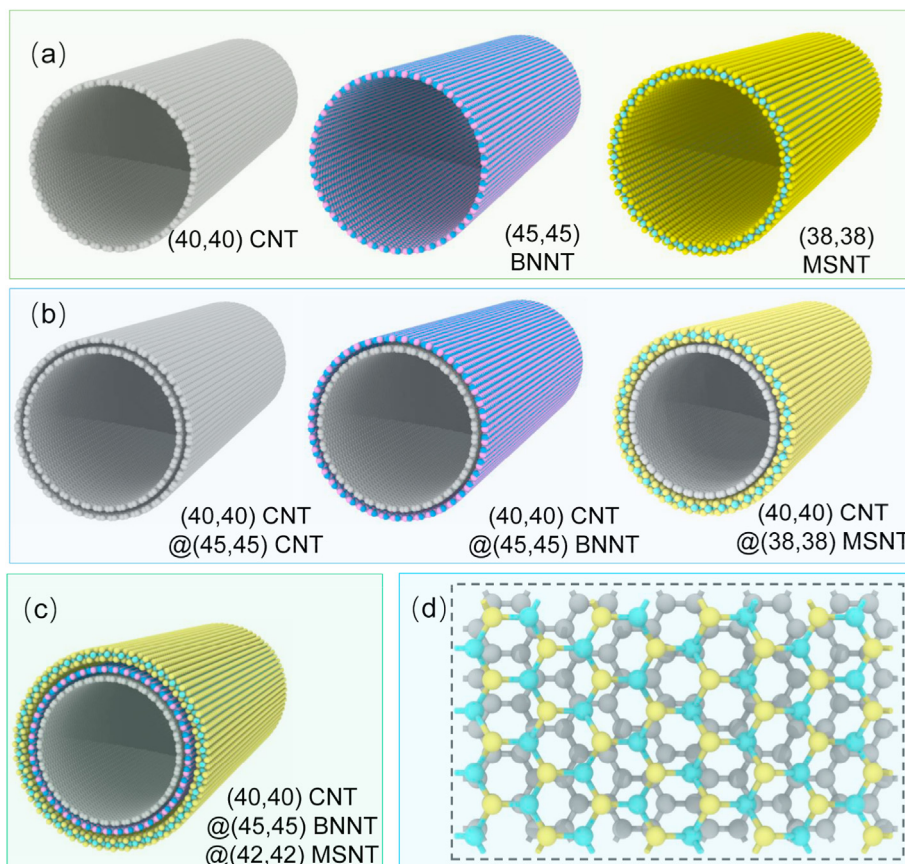 (a)
(40,40) CNT
(45,45)
BNNT
(38,38)
MSNT
(b)
(40,40) CNT
@(45,45) CNT
(40,40) CNT
@(45,45) BNNT
(40,40) CNT
@(38,38) MSNT
(c)
(40,40) CNT
@(45,45) BNNT
@(42,42) MSNT
(d)